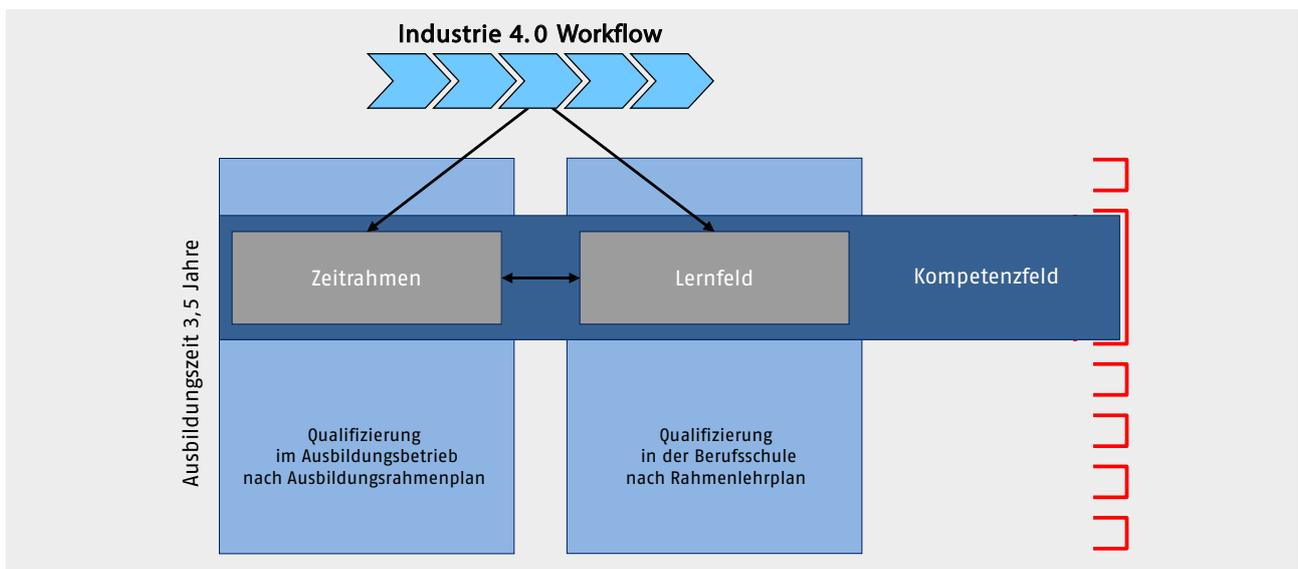 Industrie 4.0 Workflow
Ausbildungszeit 3,5 Jahre
Zeitrahmen
Lernfeld
Kompetenzfeld
Qualifizierung
im Ausbildungsbetrieb
nach Ausbildungsrahmenplan
Qualifizierung
in der Berufsschule
nach Rahmenlehrplan